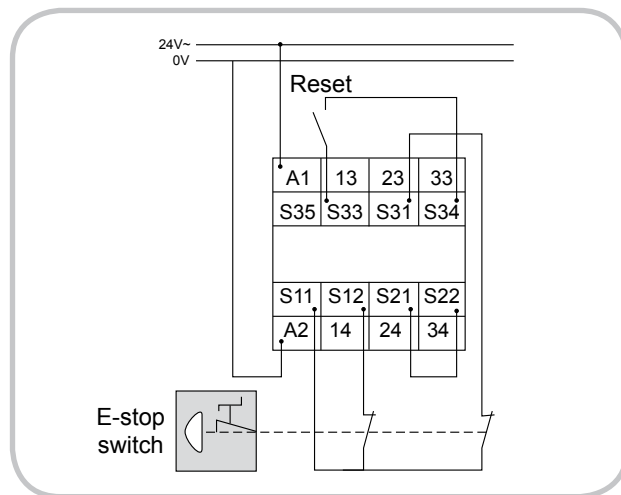 24V~
0V
Reset
A1 13 23 33
S35 S33 S31 S34
S11 S12 S21 S22
A2 14 24 34
E-stop
switch